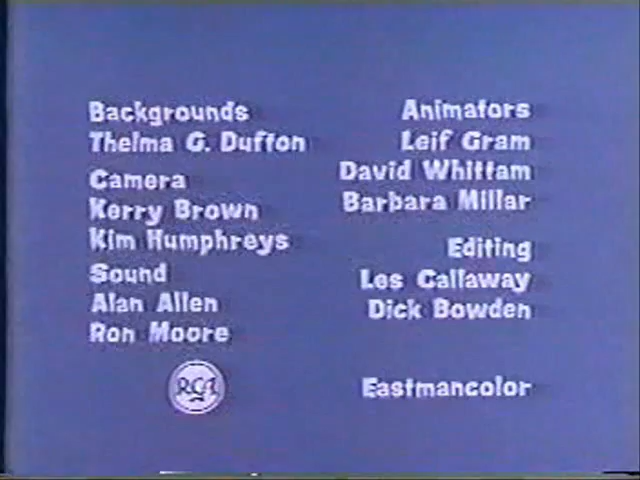 Backgrounds
Thelma G. Dufton
Camera
Kerry Brown
Kim Humphreys
Sound
Alan Allen
Ron Moore
RCA
Animators
Leif Gram
David Whittam
Barbara Millar
Editing
Les Callaway
Dick Bowden
Eastmancolor